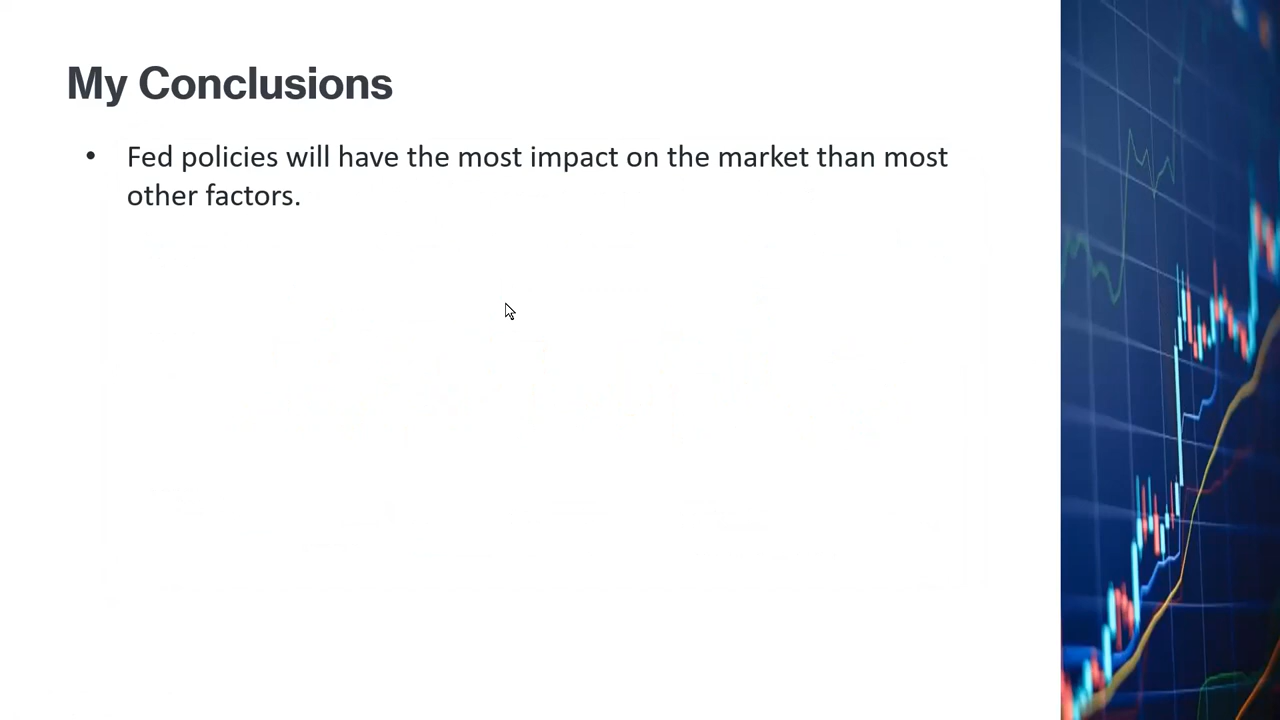 My Conclusions
• Fed policies will have the most impact on the market than most
other factors.